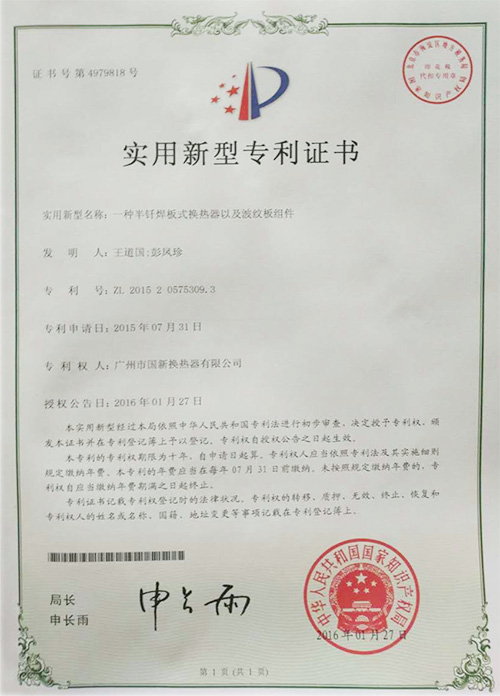 证书号第4979818号
印花税
代扣专用章
实用新型专利证书
实用新型名称：一种半钎焊板式换热器以及波纹板组件
发明人：王道国;彭风珍
专利号：ZL 2015 2 0575309.3
专利申请日：2015年07月31日
专利权人：广州市国新换热器有限公司
授权公告日：2016年01月27日
本实用新型经过本局依照中华人民共和国专利法进行初步审查，决定授予专利权，颁
发本证书并在专利登记簿上予以登记。专利权自授权公告之日起生效。
本专利的专利权期限为十年，自申请日起算。专利权人应当依照专利法及其实施细则
规定缴纳年费。本专利的年费应当在每年07月31日前缴纳。未按照规定缴纳年费的，专
利权自应当缴纳年费期满之日起终止。
专利证书记载专利权登记时的法律状况。专利权的转移、质押、无效、终止、恢复和
专利权人的姓名或名称、国籍、地址变更等事项记载在专利登记簿上。
局长
申长雨
申长雨
中华人民共和国国家知识产权局
2016年01月27日
第1页(共1页)